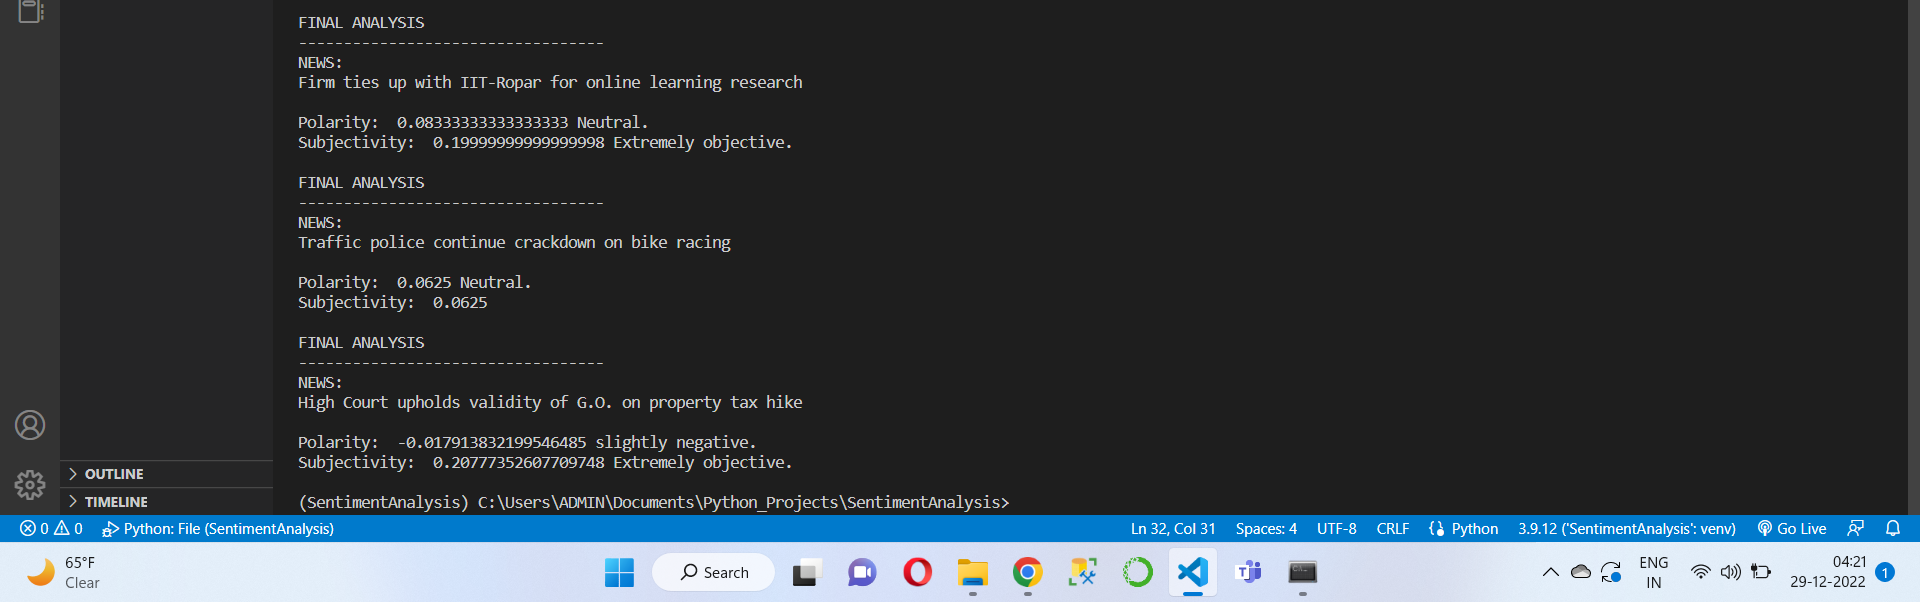 FINAL ANALYSIS
----------------------------------
NEWS:
Firm ties up with IIT-Ropar for online learning research
Polarity:  0.08333333333333333 Neutral.
Subjectivity:  0.19999999999999998 Extremely objective.
FINAL ANALYSIS
----------------------------------
NEWS:
Traffic police continue crackdown on bike racing
Polarity:  0.0625 Neutral.
Subjectivity:  0.0625
FINAL ANALYSIS
----------------------------------
NEWS:
High Court upholds validity of G.O. on property tax hike
Polarity:  -0.017913832199546485 slightly negative.
Subjectivity:  0.20777352607709748 Extremely objective.
OUTLINE
TIMELINE
(SentimentAnalysis) C:\Users\ADMIN\Documents\Python_Projects\SentimentAnalysis>
0 0 Python: File (SentimentAnalysis) Ln 32, Col 31 Spaces: 4 UTF-8 CRLF Python 3.9.12 ('SentimentAnalysis': venv) Go Live
65°F
Clear
Search
ENG
IN
04:21
29-12-2022
1